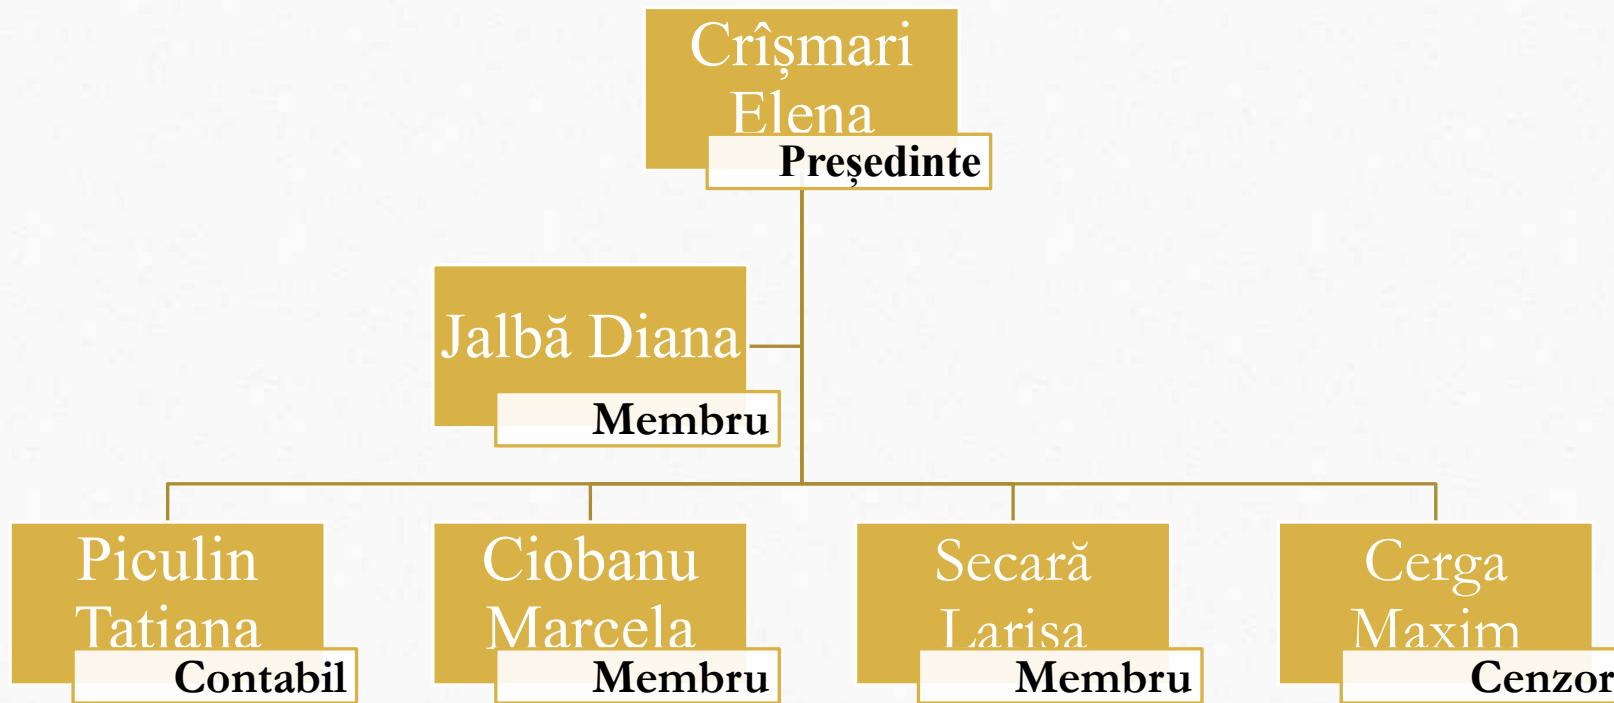 Crîșmari
Elena
Președinte
Jalbă Diana
Membru
Piculin
Tatiana
Contabil
Ciobanu
Marcela
Membru
Secară
Larisa
Membru
Cerga
Maxim
Cenzor